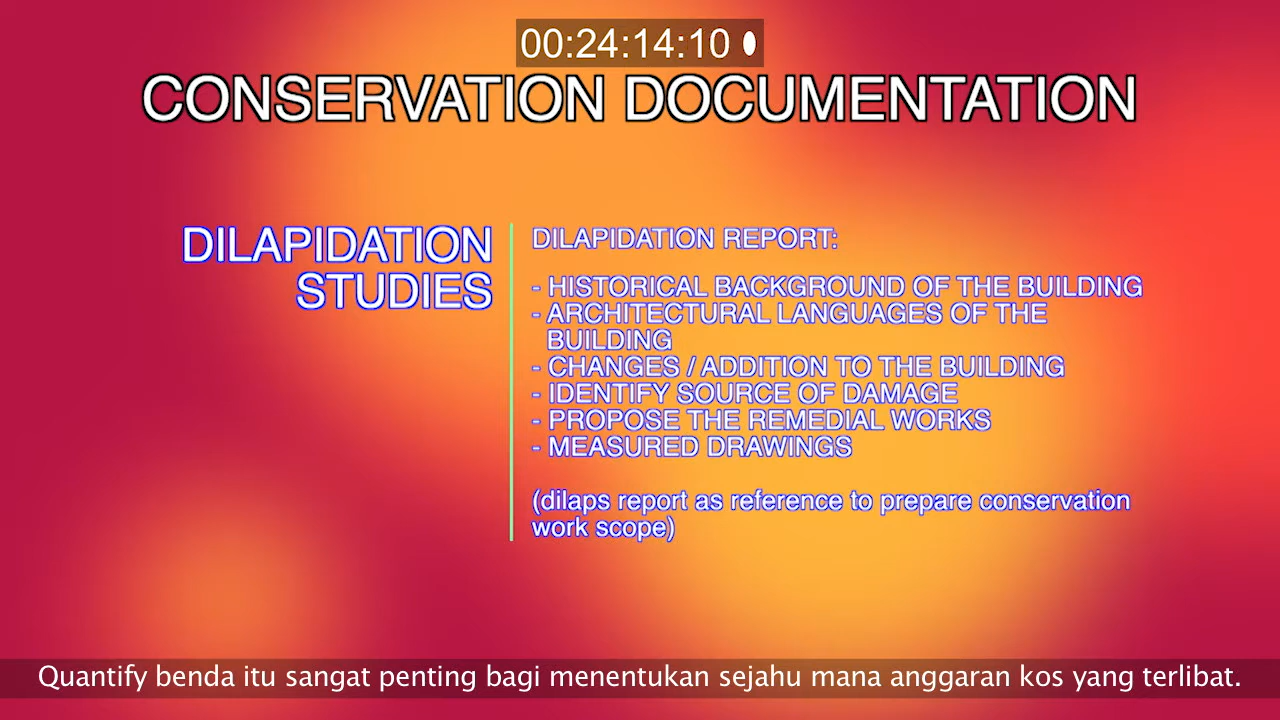 00:24:14:10
CONSERVATION DOCUMENTATION
DILAPIDATION
STUDIES
DILAPIDATION REPORT:
- HISTORICAL BACKGROUND OF THE BUILDING
- ARCHITECTURAL LANGUAGES OF THE
BUILDING
- CHANGES / ADDITION TO THE BUILDING
- IDENTIFY SOURCE OF DAMAGE
- PROPOSE THE REMEDIAL WORKS
- MEASURED DRAWINGS
(dilaps report as reference to prepare conservation
work scope)
Quantify benda itu sangat penting bagi menentukan sejahu mana anggaran kos yang terlibat.